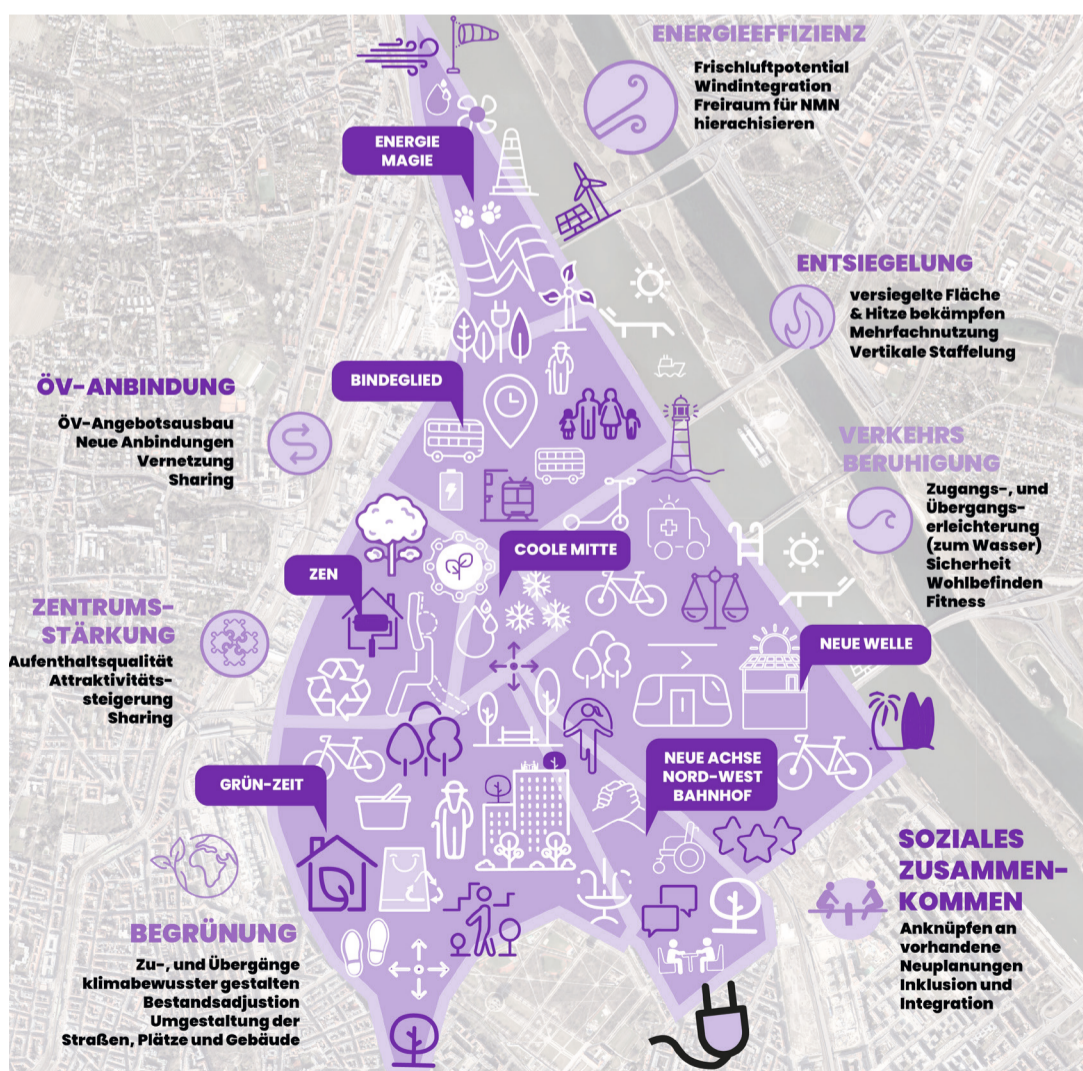 ENERGIEEFFIZIENZ
Frischluftpotential
Windintegration
Freiraum für NMN
hierachisieren
ENERGIE
MAGIE
ENTSIEGELUNG
versiegelte Fläche
& Hitze bekämpfen
Mehrfachnutzung
Vertikale Staffelung
BINDEGLIED
ÖV-ANBINDUNG
ÖV-Angebotsausbau
Neue Anbindungen
Vernetzung
Sharing
VERKEHRS
BERUHIGUNG
Zugangs-, und
Übergangs-
erleichterung
(zum Wasser)
Sicherheit
Wohlbefinden
Fitness
COOLE MITTE
ZEN
ZENTRUMS-
STÄRKUNG
Aufenthaltsqualität
Attraktivitäts-
steigerung
Sharing
NEUE WELLE
NEUE ACHSE
NORD-WEST
BAHNHOF
GRÜN-ZEIT
SOZIALES
ZUSAMMEN-
KOMMEN
Anknüpfen an
vorhandene
Neuplanungen
Inklusion und
Integration
BEGRÜNUNG
Zu-, und Übergänge
klimabewusster gestalten
Bestandsadjustion
Umgestaltung der
Straßen, Plätze und Gebäude